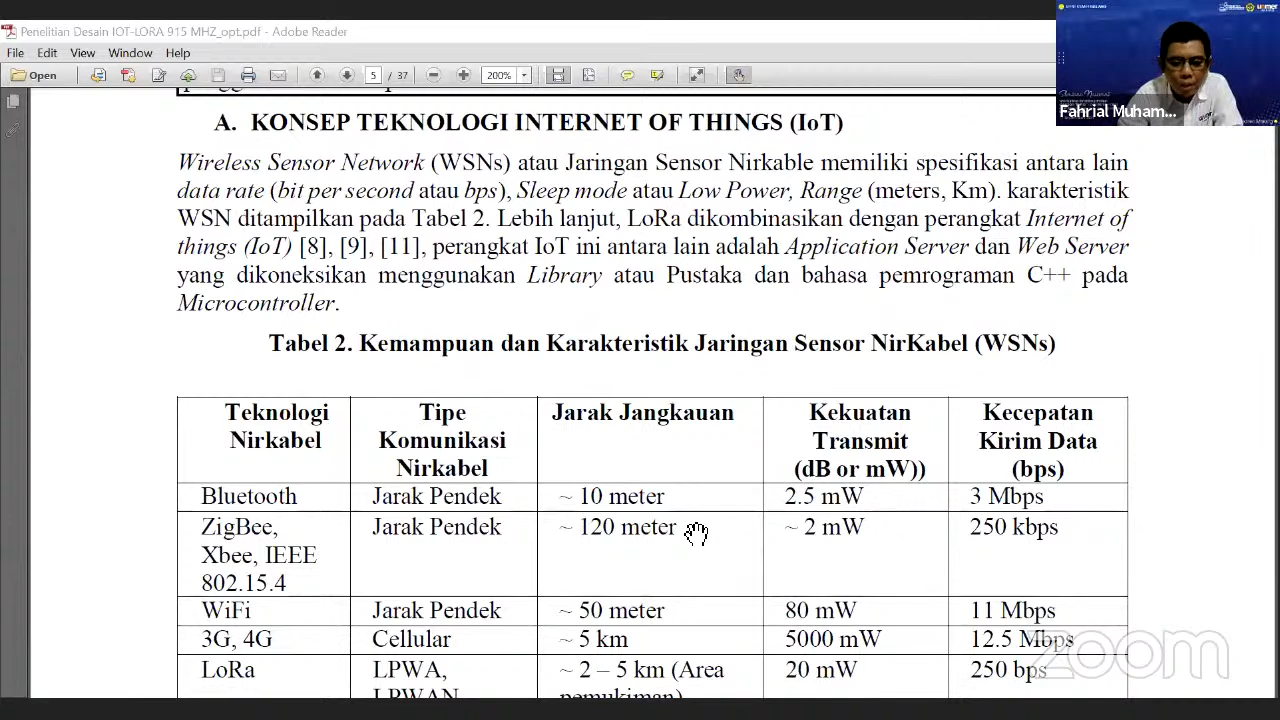 Penelitian Desain IOT-LORA 915 MHZ_opt.pdf - Adobe Reader
File Edit View Window Help
Open 5 / 37 200%
Fahrial Muham...
A. KONSEP TEKNOLOGI INTERNET OF THINGS (IoT)
Wireless Sensor Network (WSNs) atau Jaringan Sensor Nirkable memiliki spesifikasi antara lain
data rate (bit per second atau bps), Sleep mode atau Low Power, Range (meters, Km). karakteristik
WSN ditampilkan pada Tabel 2. Lebih lanjut, LoRa dikombinasikan dengan perangkat Internet of
things (IoT) [8], [9], [11], perangkat IoT ini antara lain adalah Application Server dan Web Server
yang dikoneksikan menggunakan Library atau Pustaka dan bahasa pemrograman C++ pada
Microcontroller.
Tabel 2. Kemampuan dan Karakteristik Jaringan Sensor NirKabel (WSNs)
Teknologi Tipe Jarak Jangkauan Kekuatan Kecepatan
Nirkabel Komunikasi Transmit Kirim Data
Nirkabel (dB or mW)) (bps)
Bluetooth Jarak Pendek ~ 10 meter 2.5 mW 3 Mbps
ZigBee, Jarak Pendek ~ 120 meter ~ 2 mW 250 kbps
Xbee, IEEE
802.15.4
WiFi Jarak Pendek ~ 50 meter 80 mW 11 Mbps
3G, 4G Cellular ~ 5 km 5000 mW 12.5 Mbps
LoRa LPWA, ~ 2 – 5 km (Area 20 mW 250 bps
LPWAN pemukiman)
zoom